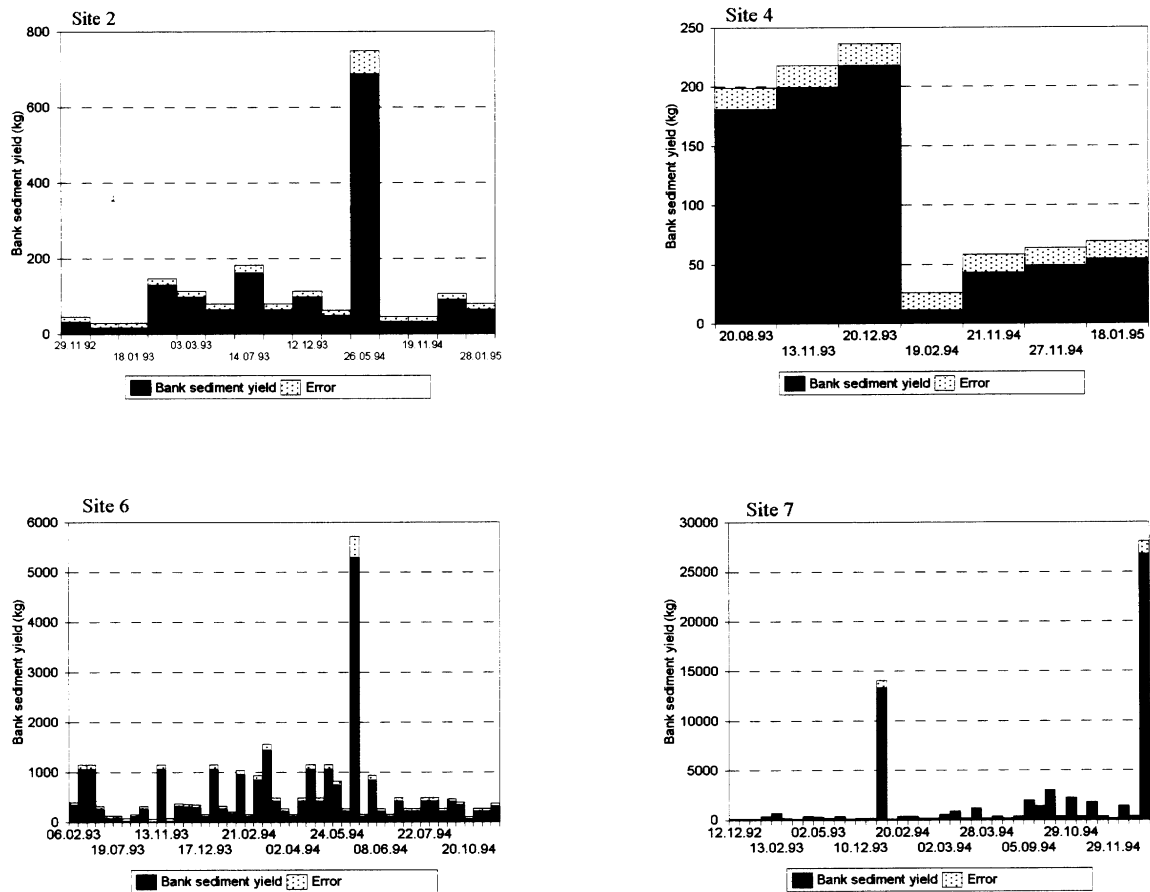 Site 2
800
600
400
200
0
Bank sediment yield (kg)
29 11 92 03 03 93 12 12 93 19 11 94
18 01 93 14 07 93 26 05 94 28 01 95
Bank sediment yield Error
Site 4
250
200
150
100
50
0
Bank sediment yield (kg)
20.08.93 20.12.93 21.11.94 18.01.95
13.11.93 19.02.94 27.11.94
Bank sediment yield Error
Site 6
6000
5000
4000
3000
2000
1000
0
Bank sediment yield (kg)
06.02.93 13.11.93 21.02.94 24.05.94 22.07.94
19.07.93 17.12.93 02.04.94 08.06.94 20.10.94
Bank sediment yield Error
Site 7
30000
25000
20000
15000
10000
5000
0
Bank sediment yield (kg)
12.12.92 02.05.93 20.02.94 28.03.94 29.10.94
13.02.93 10.12.93 02.03.94 05.09.94 29.11.94
Bank sediment yield Error